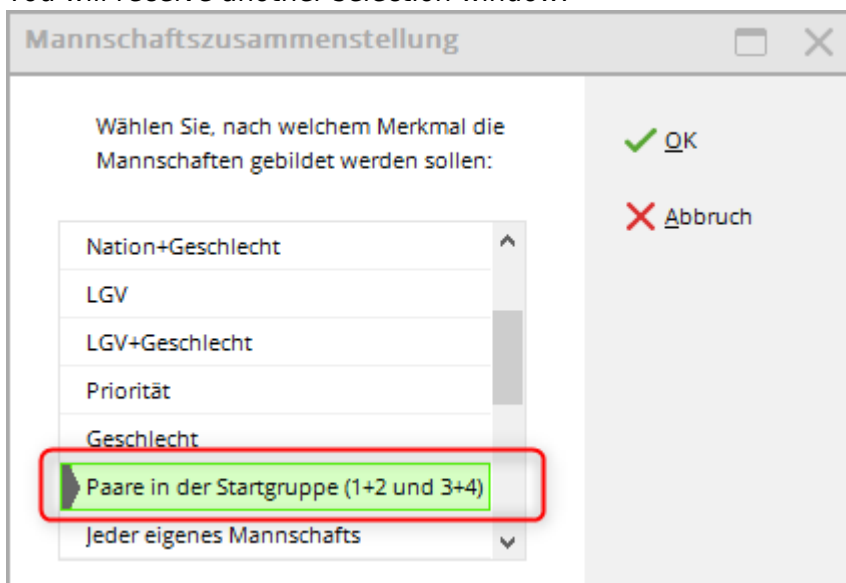 You will receive another selection window:
Mannschaftszusammenstellung
Wählen Sie, nach welchem Merkmal die
Mannschaften gebildet werden sollen:
OK
Abbruch
Nation+Geschlecht
LGV
LGV+Geschlecht
Priorität
Geschlecht
Paare in der Startgruppe (1+2 und 3+4)
Jeder eigenes Mannschafts